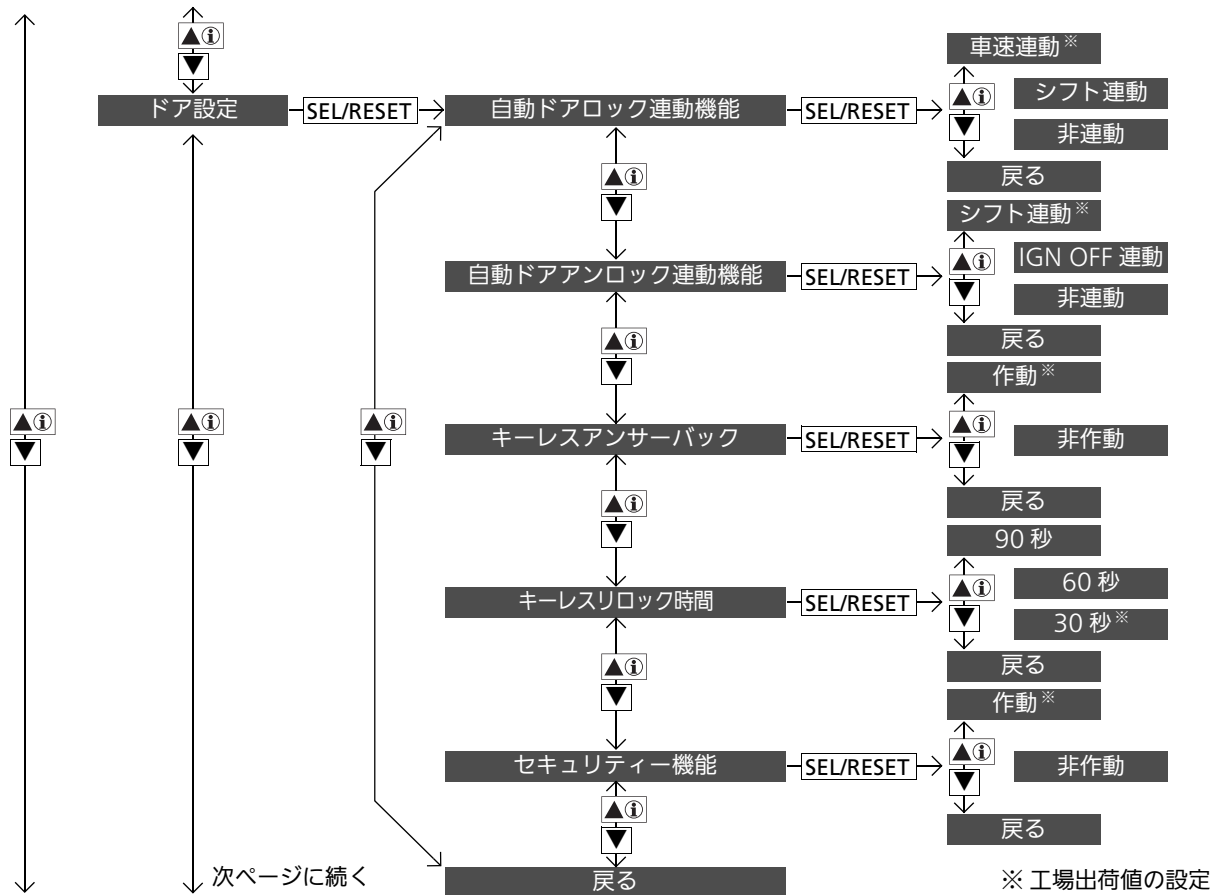 ▲ⓘ
▼
車速連動※
ドア設定 SEL/RESET 自動ドアロック連動機能 SEL/RESET ▲ⓘ シフト連動
▼ 非連動
戻る
▲ⓘ
▼
シフト連動※
自動ドアアンロック連動機能 SEL/RESET ▲ⓘ IGN OFF 連動
▼ 非連動
戻る
▲ⓘ
▼
作動※
▲ⓘ ▲ⓘ ▲ⓘ キーレスアンサーバック SEL/RESET ▲ⓘ 非作動
▼ ▼ ▼ ▼
戻る
▲ⓘ
▼
90 秒
キーレスリロック時間 SEL/RESET ▲ⓘ 60 秒
▼ 30 秒※
戻る
▲ⓘ
▼
作動※
セキュリティー機能 SEL/RESET ▲ⓘ 非作動
▼
戻る
▲ⓘ
▼
次ページに続く 戻る ※ 工場出荷値の設定